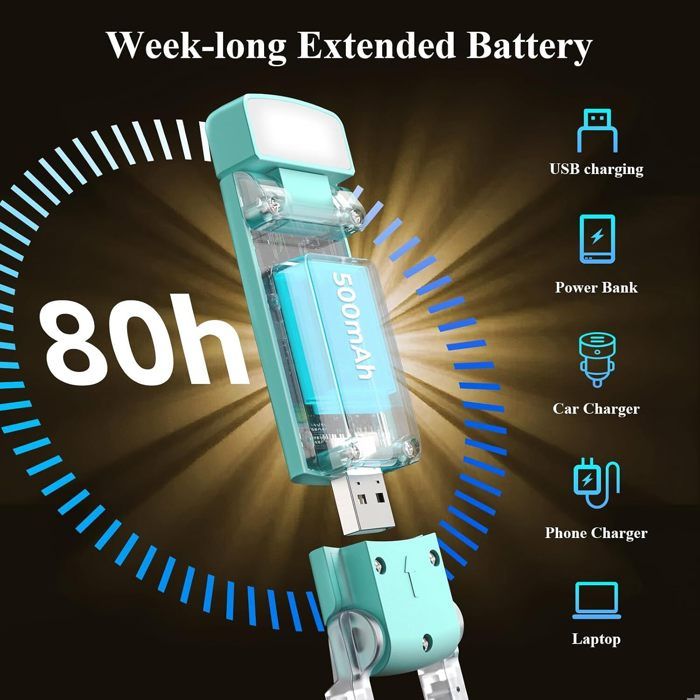 Week-long Extended Battery
80h
500mAh
USB charging
Power Bank
Car Charger
Phone Charger
Laptop